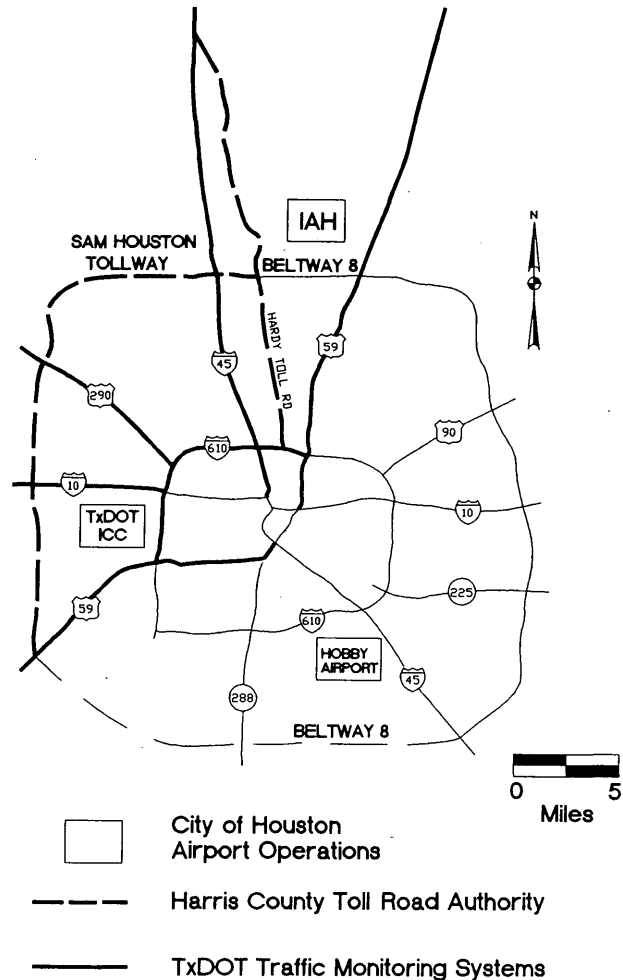 IAH
N
SAM HOUSTON
TOLLWAY
BELTWAY 8
HARDY TOLL RD
59
45
290
610
90
10
10
TxDOT
ICC
225
59
610
HOBBY
AIRPORT
45
288
BELTWAY 8
0 5
Miles
City of Houston
Airport Operations
Harris County Toll Road Authority
TxDOT Traffic Monitoring Systems